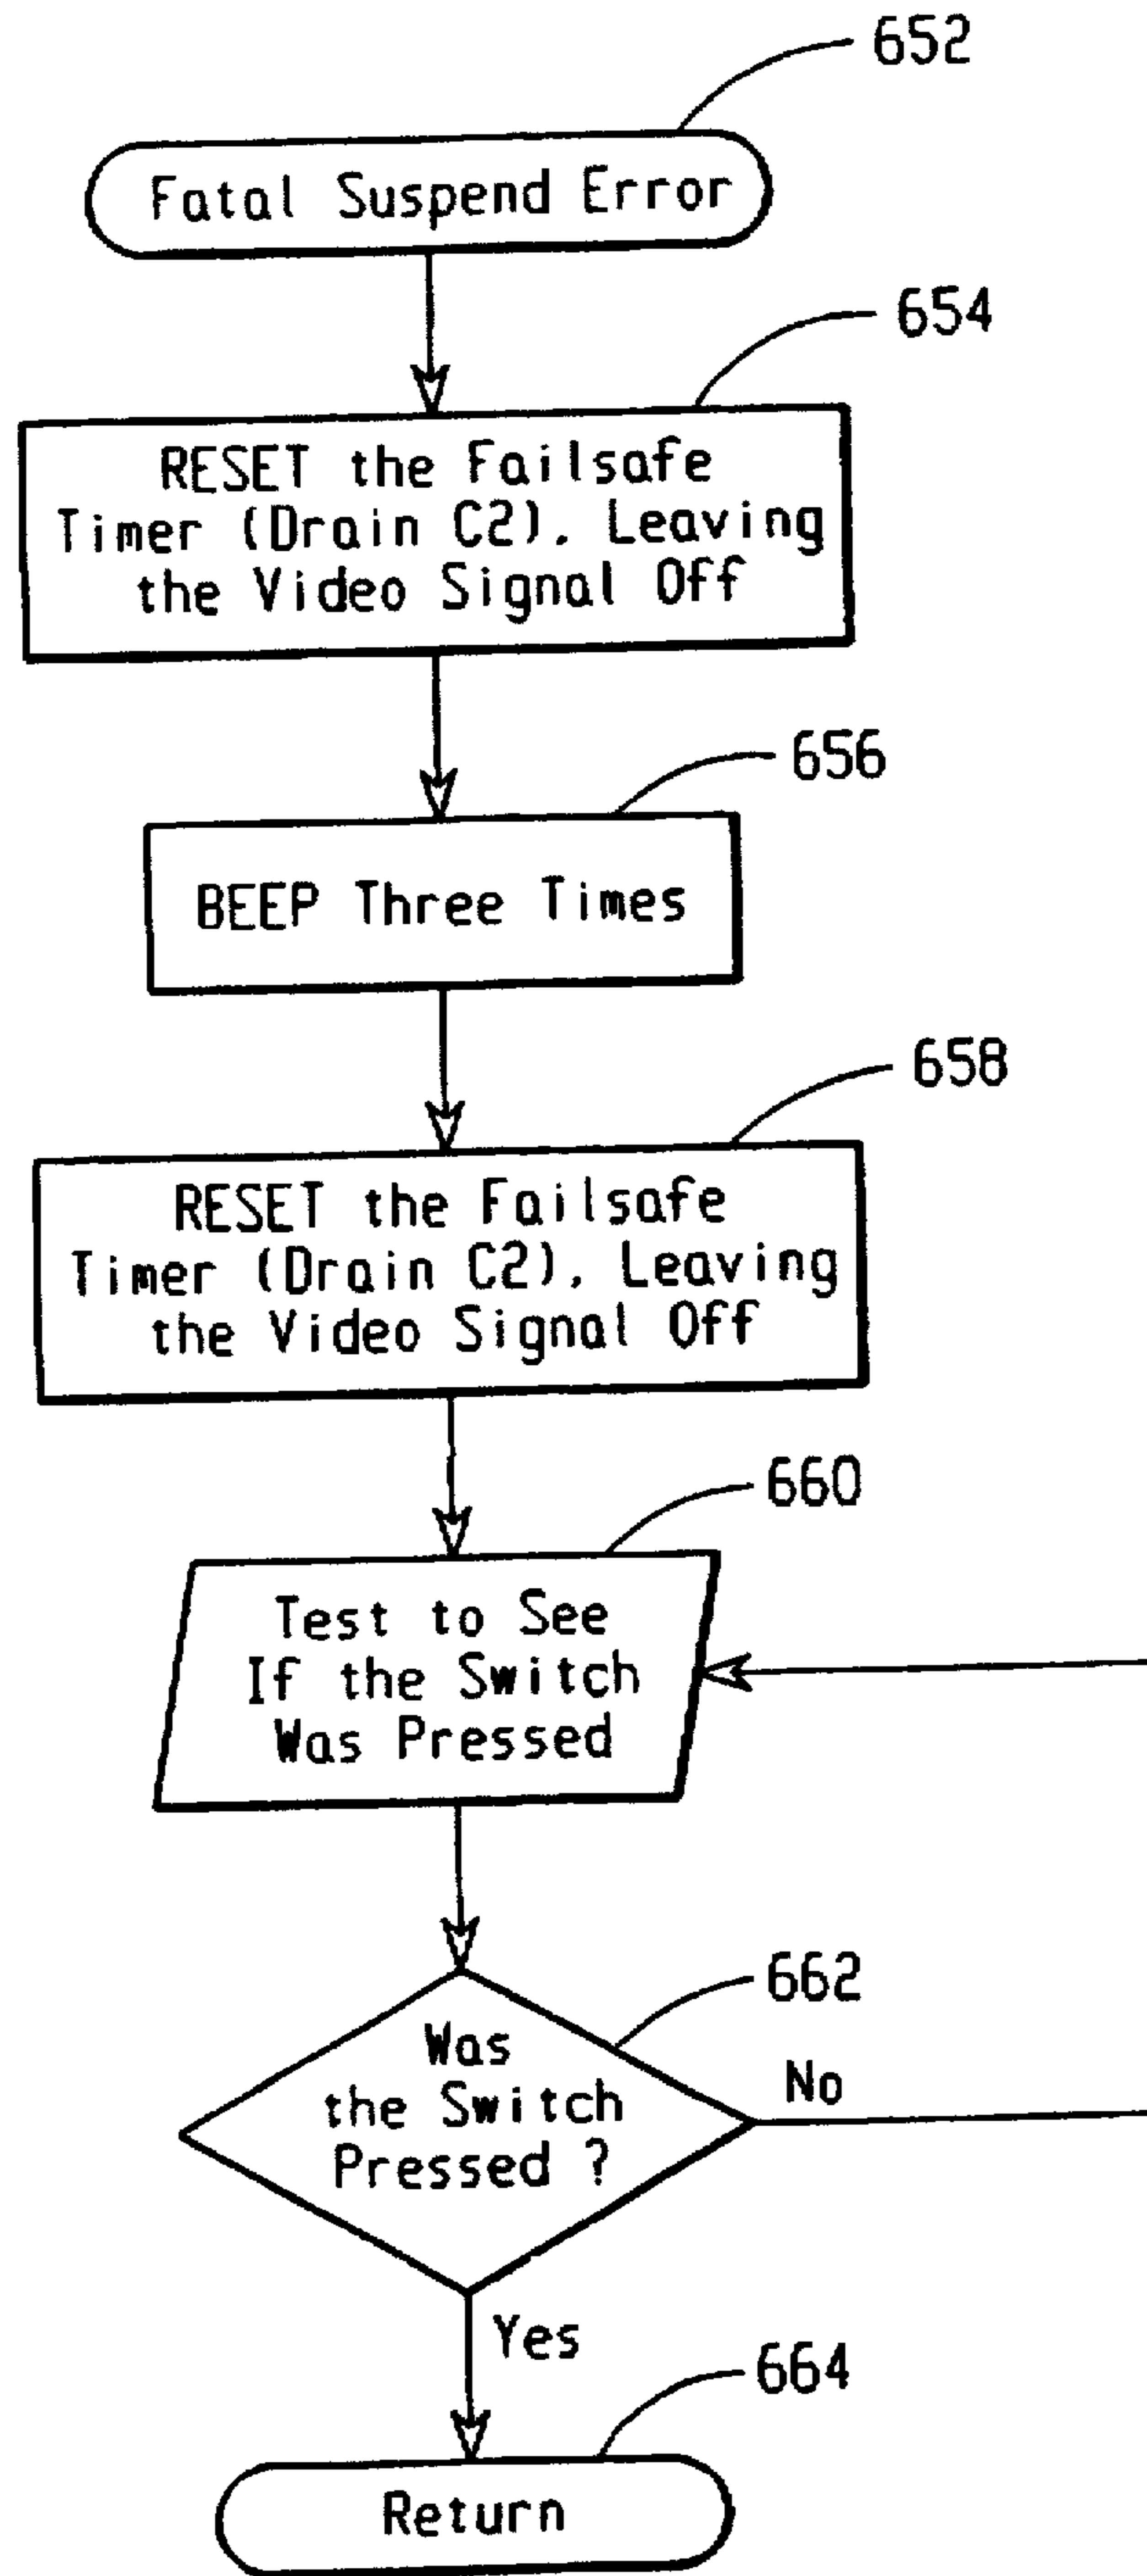 652
Fatal Suspend Error
654
RESET the Failsafe
Timer (Drain C2), Leaving
the Video Signal Off
656
BEEP Three Times
658
RESET the Failsafe
Timer (Drain C2), Leaving
the Video Signal Off
660
Test to See
If the Switch
Was Pressed
662
Was
the Switch
Pressed ?
No
Yes
664
Return